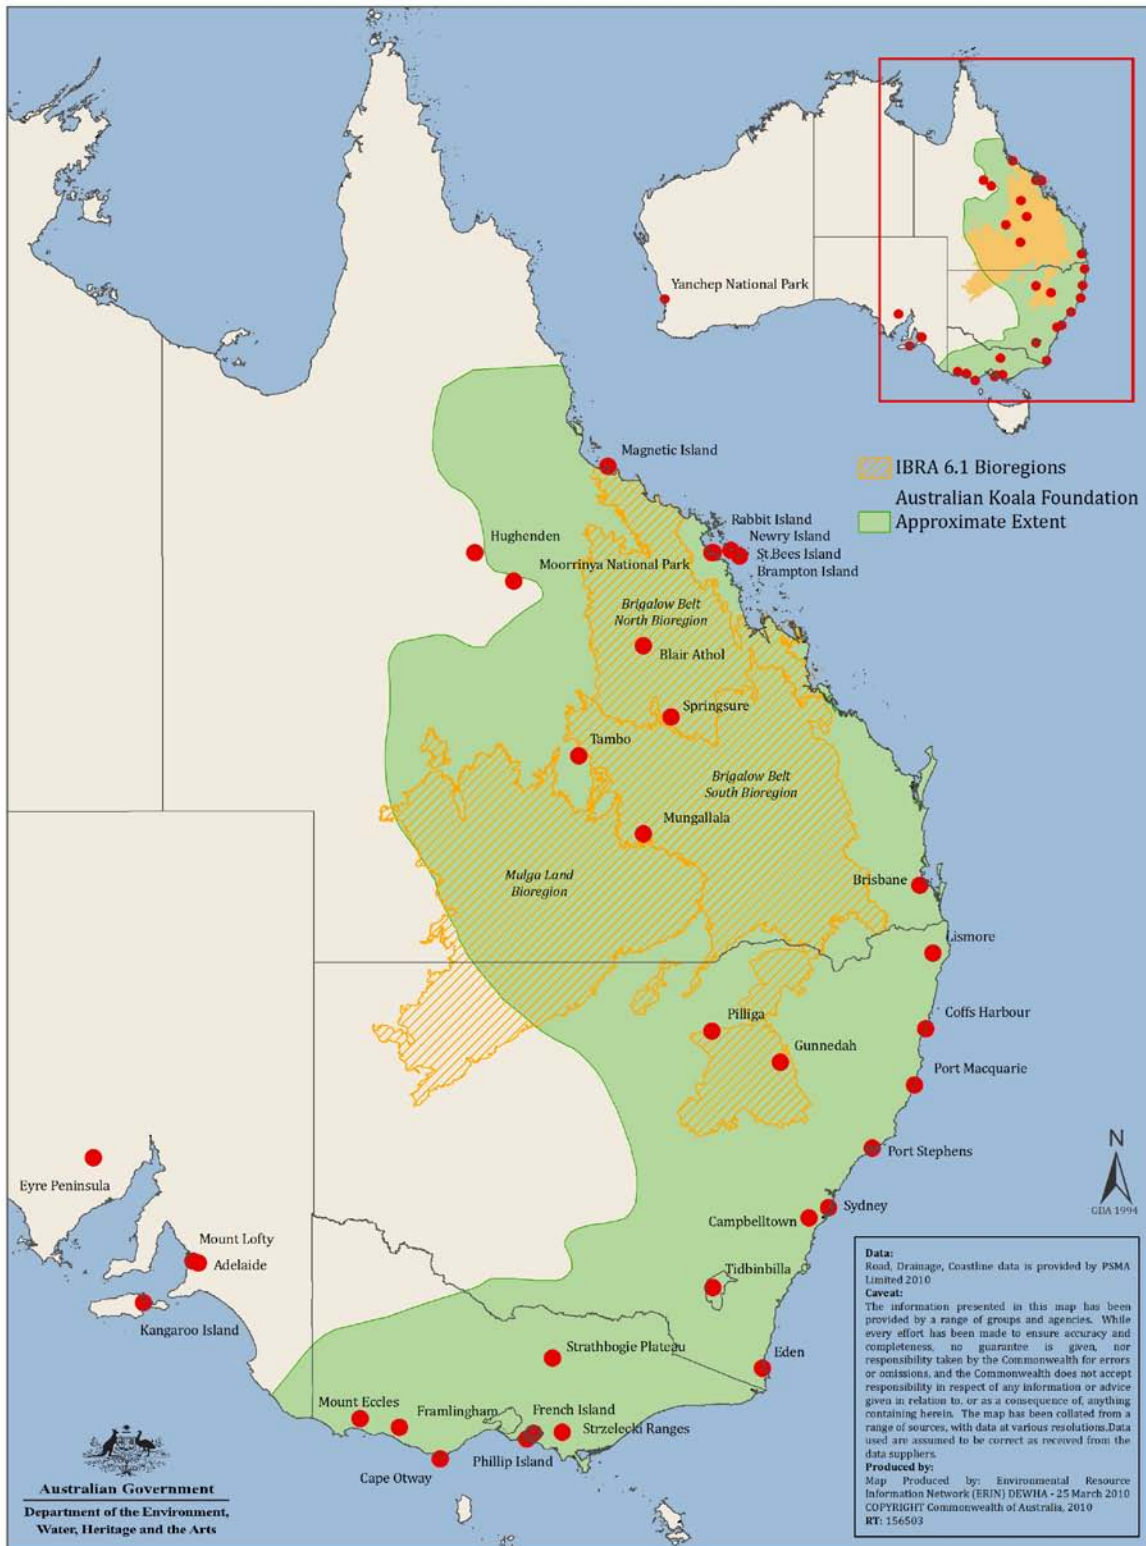 Yanchep National Park
IBRA 6.1 Bioregions
Australian Koala Foundation
Approximate Extent
Magnetic Island
Rabbit Island
Newry Island
St.Bees Island
Brampton Island
Hughenden
Moorrinya National Park
Brigalow Belt
North Bioregion
Blair Athol
Springsure
Tambo
Brigalow Belt
South Bioregion
Mungallala
Mulga Land
Bioregion
Brisbane
Lismore
Pilliga
Coffs Harbour
Gunnedah
Port Macquarie
Port Stephens
N
GDA 1994
Eyre Peninsula
Sydney
Campbelltown
Mount Lofty
Adelaide
Tidbinbilla
Kangaroo Island
Strathbogie Plateau
Eden
Mount Eccles
Framlingham
French Island
Strzelecki Ranges
Phillip Island
Cape Otway
Australian Government
Department of the Environment,
Water, Heritage and the Arts
Data:
Road, Drainage, Coastline data is provided by PSMA
Limited 2010
Caveat:
The information presented in this map has been
provided by a range of groups and agencies. While
every effort has been made to ensure accuracy and
completeness, no guarantee is given, nor
responsibility taken by the Commonwealth for errors
or omissions, and the Commonwealth does not accept
responsibility in respect of any information or advice
given in relation to, or as a consequence of, anything
containing herein. The map has been collated from a
range of sources, with data at various resolutions.Data
used are assumed to be correct as received from the
data suppliers.
Produced by:
Map Produced by: Environmental Resource
Information Network (ERIN) DEWHA - 25 March 2010
COPYRIGHT Commonwealth of Australia, 2010
RT: 156503